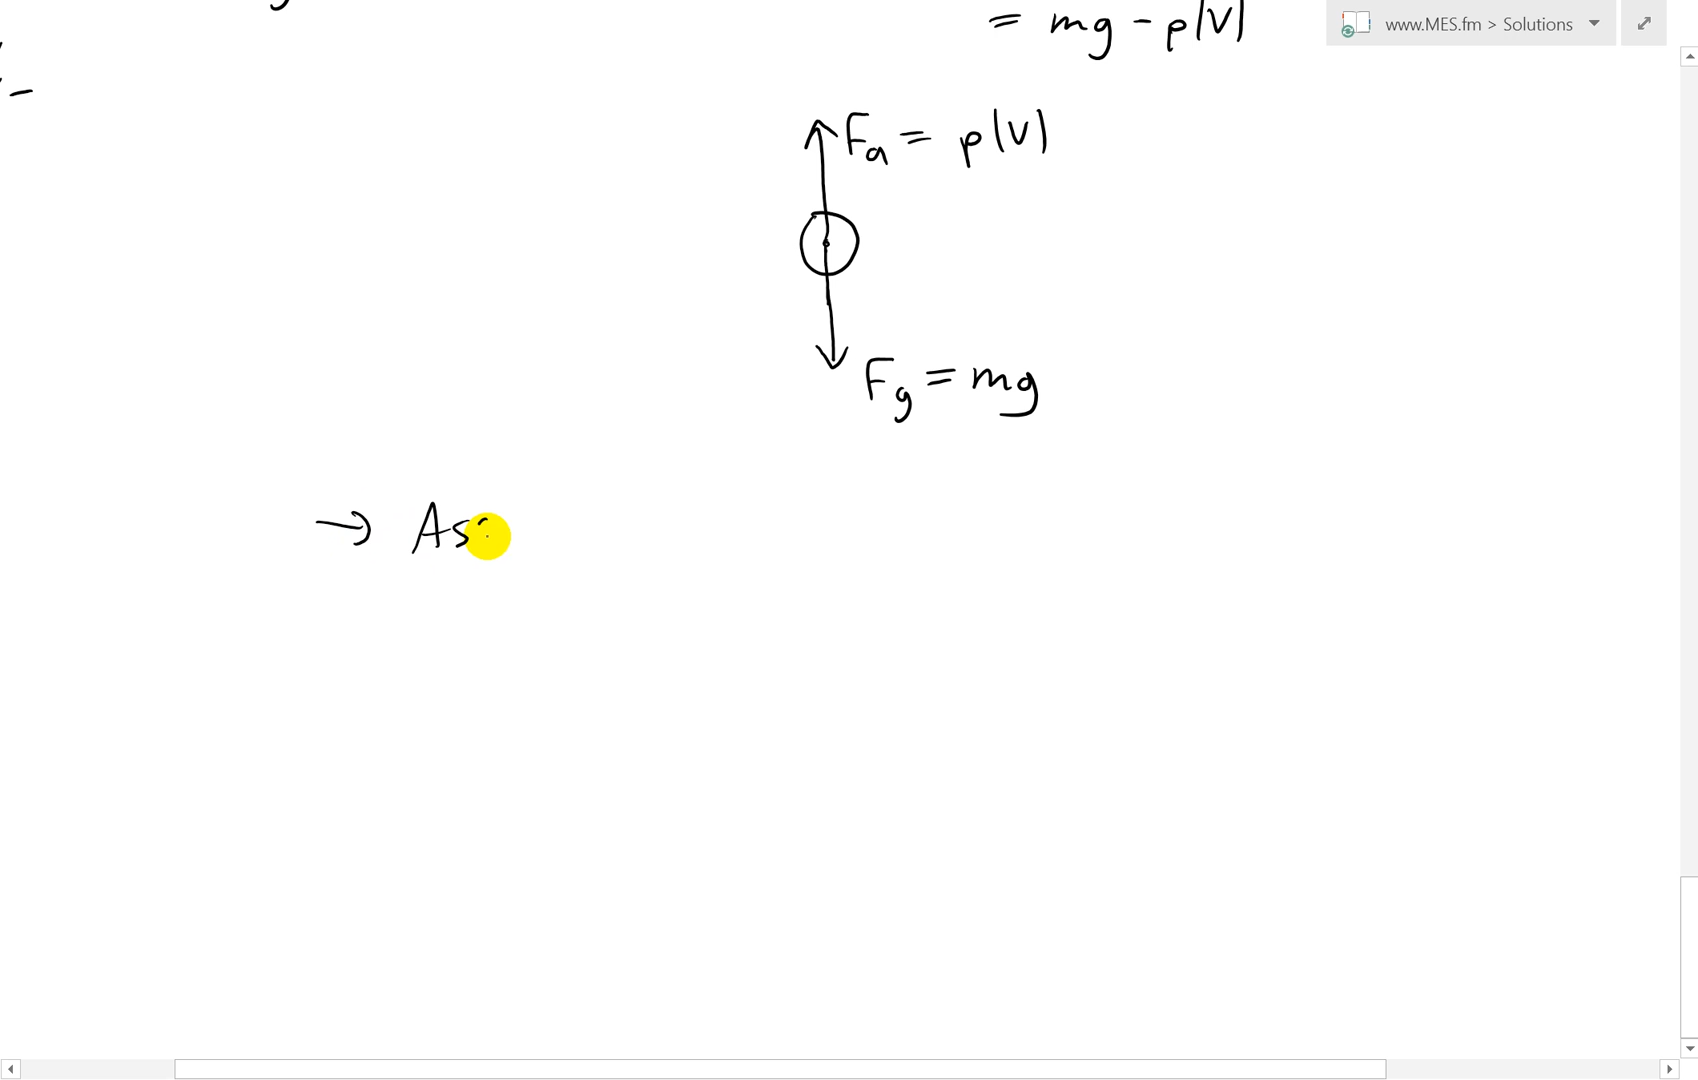 = mg - p|v|
www.MES.fm > Solutions
Fa = p|v|
Fg = mg
→ As